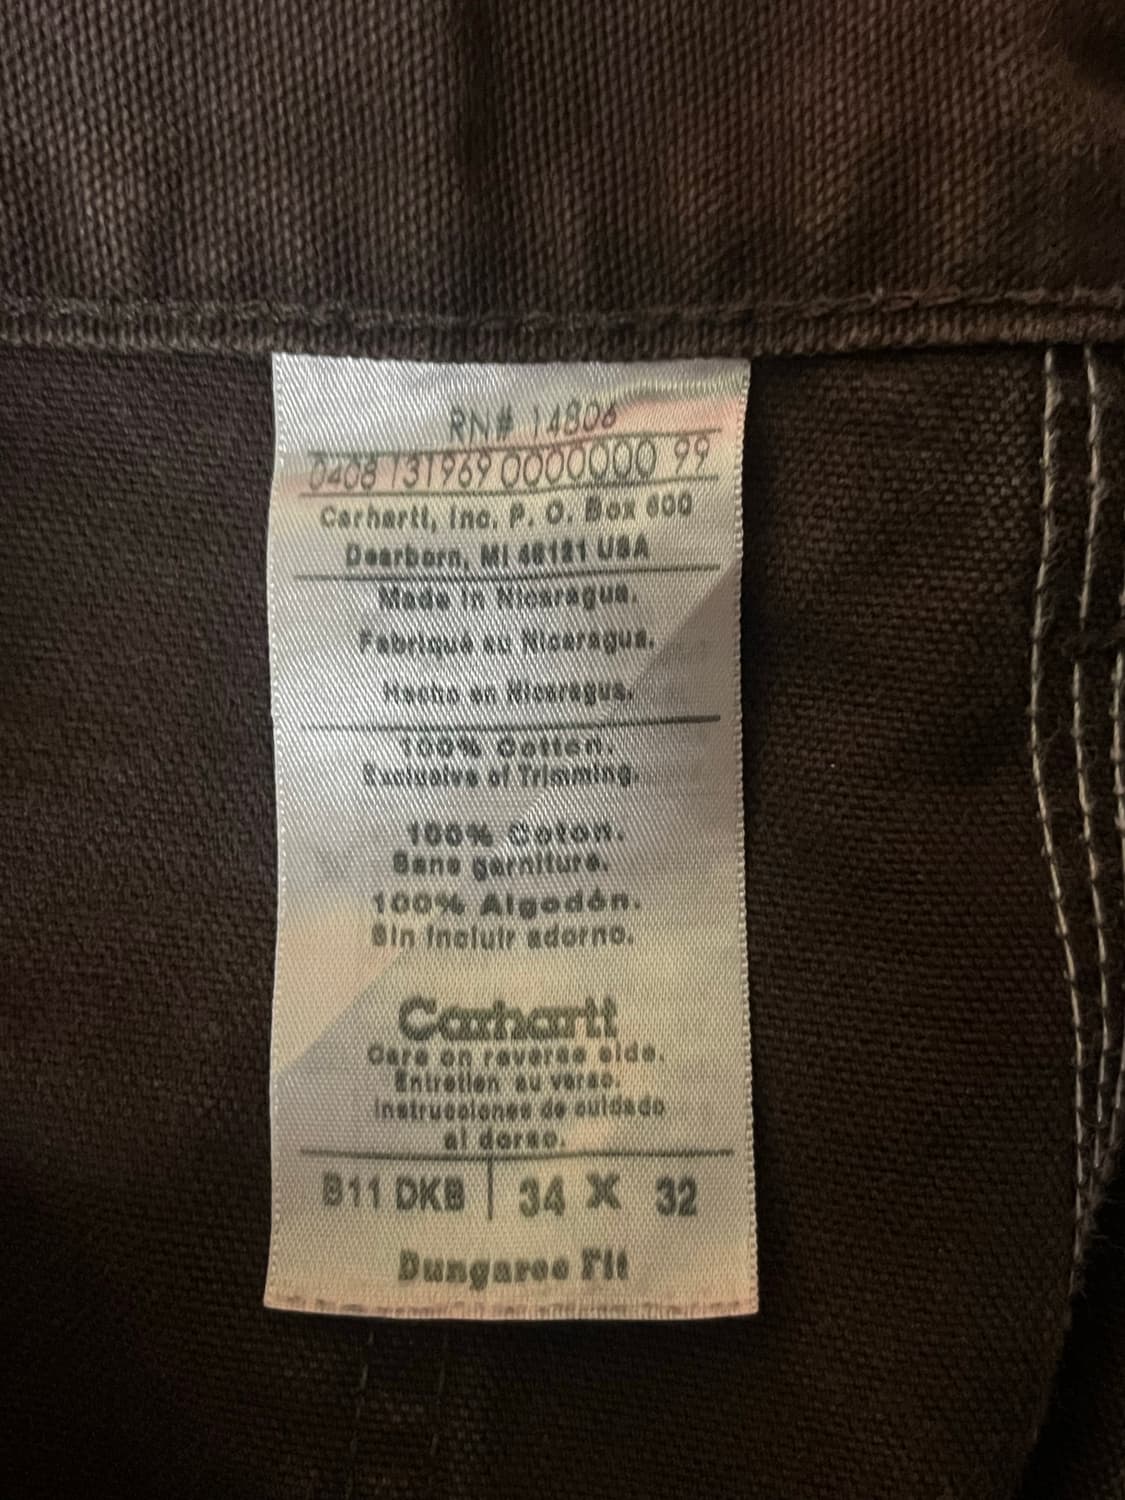 RN# 14806
0408 131969 0000000 99
Carhartt, Inc. P. O. Box 600
Dearborn, MI 48121 USA
Made in Nicaragua.
Fabriqué au Nicaragua.
Hecho en Nicaragua.
100% Cotton.
Exclusive of Trimming.
100% Coton.
Sans garniture.
100% Algodón.
Sin incluir adorno.
Carhartt
Care on reverse side.
Entretien au verso.
Instrucciones de cuidado
al dorso.
B11 DKB | 34 X 32
Dungaree Fit